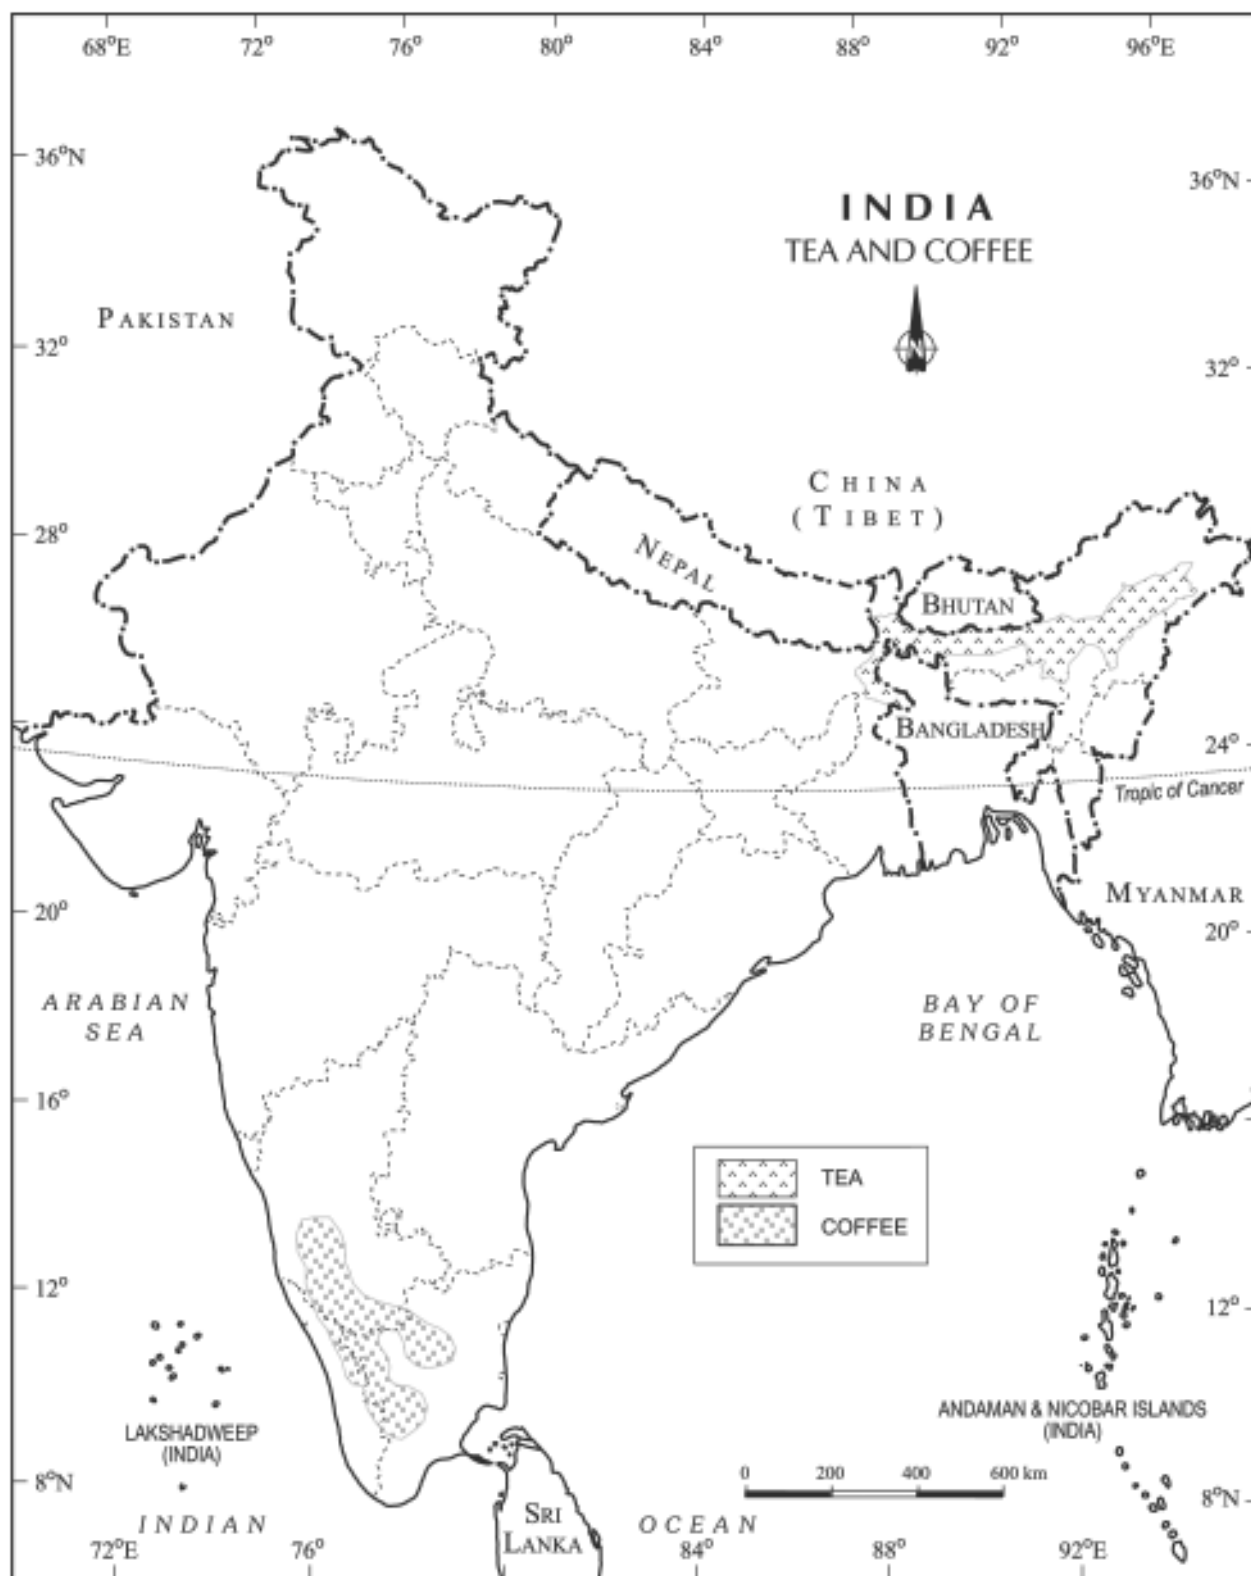 68°E 72° 76° 80° 84° 88° 92° 96°E
36°N
36°N
INDIA
TEA AND COFFEE
PAKISTAN
32°
32°
CHINA
(TIBET)
28°
NEPAL
BHUTAN
BANGLADESH
24°
Tropic of Cancer
MYANMAR
20°
20°
ARABIAN
SEA
BAY OF
BENGAL
16°
TEA
COFFEE
12°
12°
LAKSHADWEEP
(INDIA)
ANDAMAN & NICOBAR ISLANDS
(INDIA)
0 200 400 600 km
8°N
8°N
SRI
LANKA
INDIAN OCEAN
72°E 76° 84° 88° 92°E